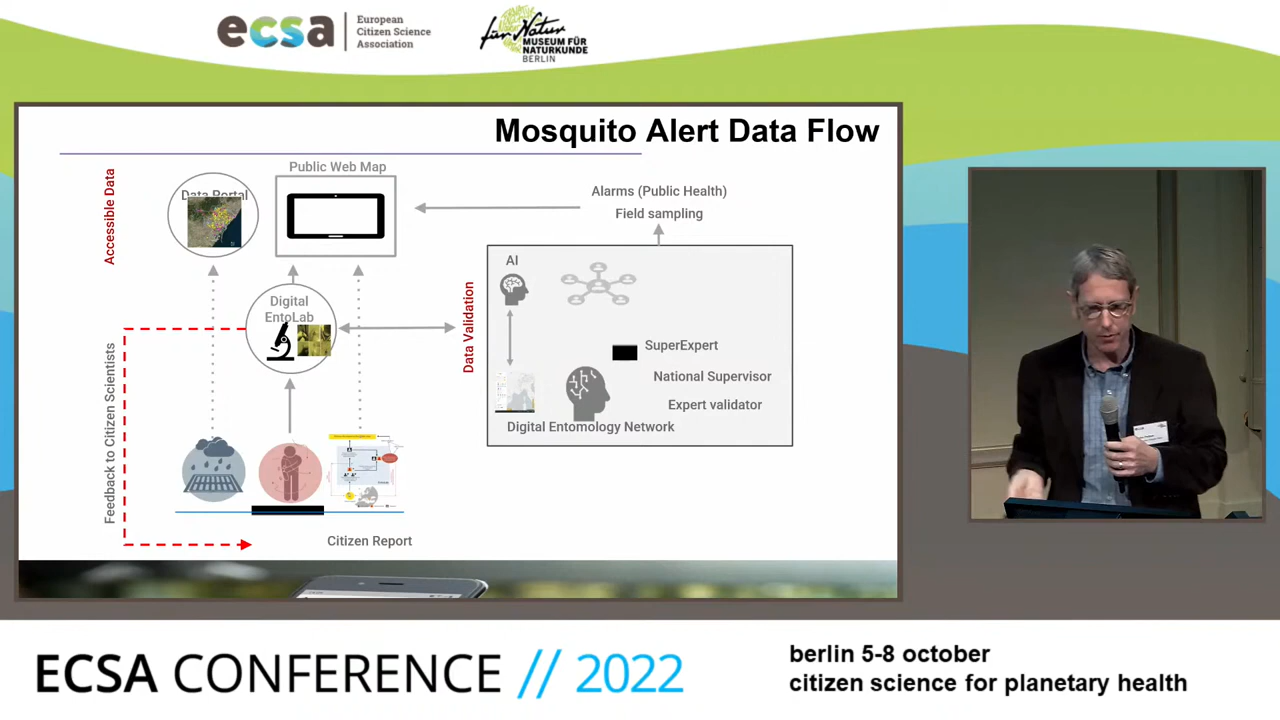 ecsa
European
Citizen Science
Association
für Natur
MUSEUM FÜR
NATURKUNDE
BERLIN
Mosquito Alert Data Flow
Accessible Data
Data Portal
Public Web Map
Alarms (Public Health)
Field sampling
Digital
EntoLab
Data Validation
AI
SuperExpert
National Supervisor
Expert validator
Digital Entomology Network
Feedback to Citizen Scientists
Citizen Report
ECSA CONFERENCE // 2022
berlin 5-8 october
citizen science for planetary health